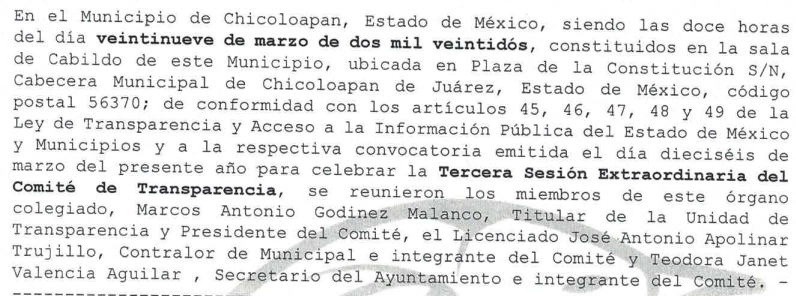 En el Municipio de Chicoloapan, Estado de México, siendo las doce horas
del día veintinueve de marzo de dos mil veintidós, constituidos en la sala
de Cabildo de este Municipio, ubicada en Plaza de la Constitución S/N,
Cabecera Municipal de Chicoloapan de Juárez, Estado de México, código
postal 56370; de conformidad con los artículos 45, 46, 47, 48 y 49 de la
Ley de Transparencia y Acceso a la Información Pública del Estado de México
y Municipios y a la respectiva convocatoria emitida el día dieciséis de
marzo del presente año para celebrar la Tercera Sesión Extraordinaria del
Comité de Transparencia, se reunieron los miembros de este órgano
colegiado, Marcos Antonio Godinez Malanco, Titular de la Unidad de
Transparencia y Presidente del Comité, el Licenciado José Antonio Apolinar
Trujillo, Contralor de Municipal e integrante del Comité y Teodora Janet
Valencia Aguilar , Secretario del Ayuntamiento e integrante del Comité. -
----------------------